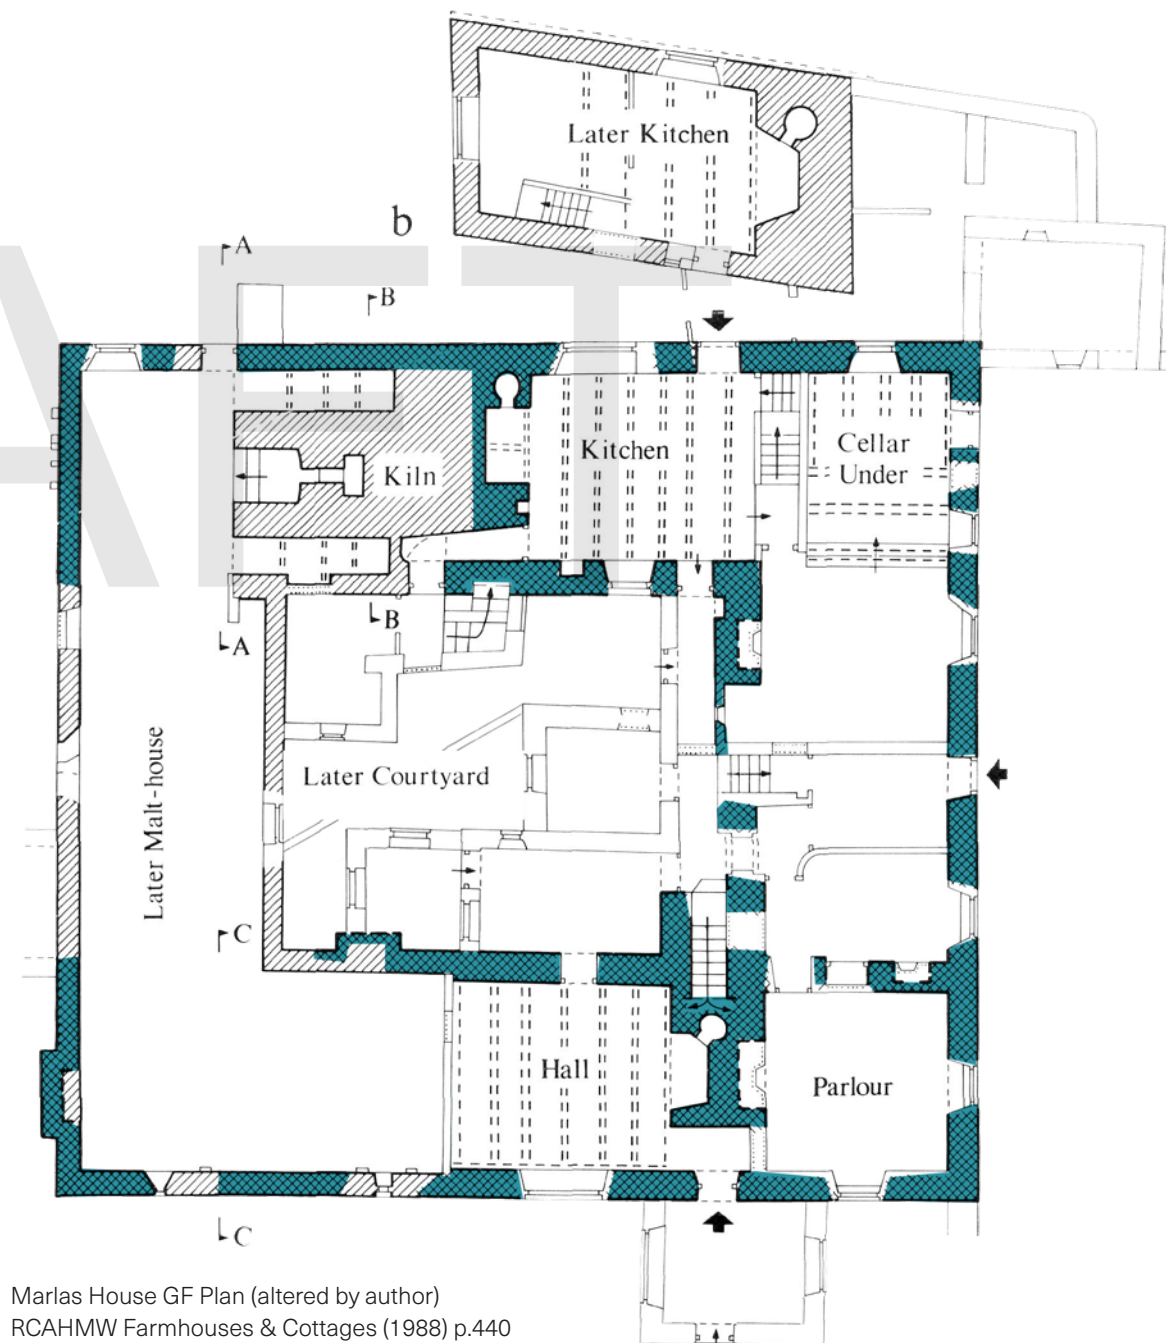 Later Kitchen
b
A
B
Kitchen
Cellar
Under
Kiln
B
A
Later Courtyard
Later Malt-house
C
Hall
Parlour
C
AFT
Marlas House GF Plan (altered by author)
RCAHMW Farmhouses & Cottages (1988) p.440